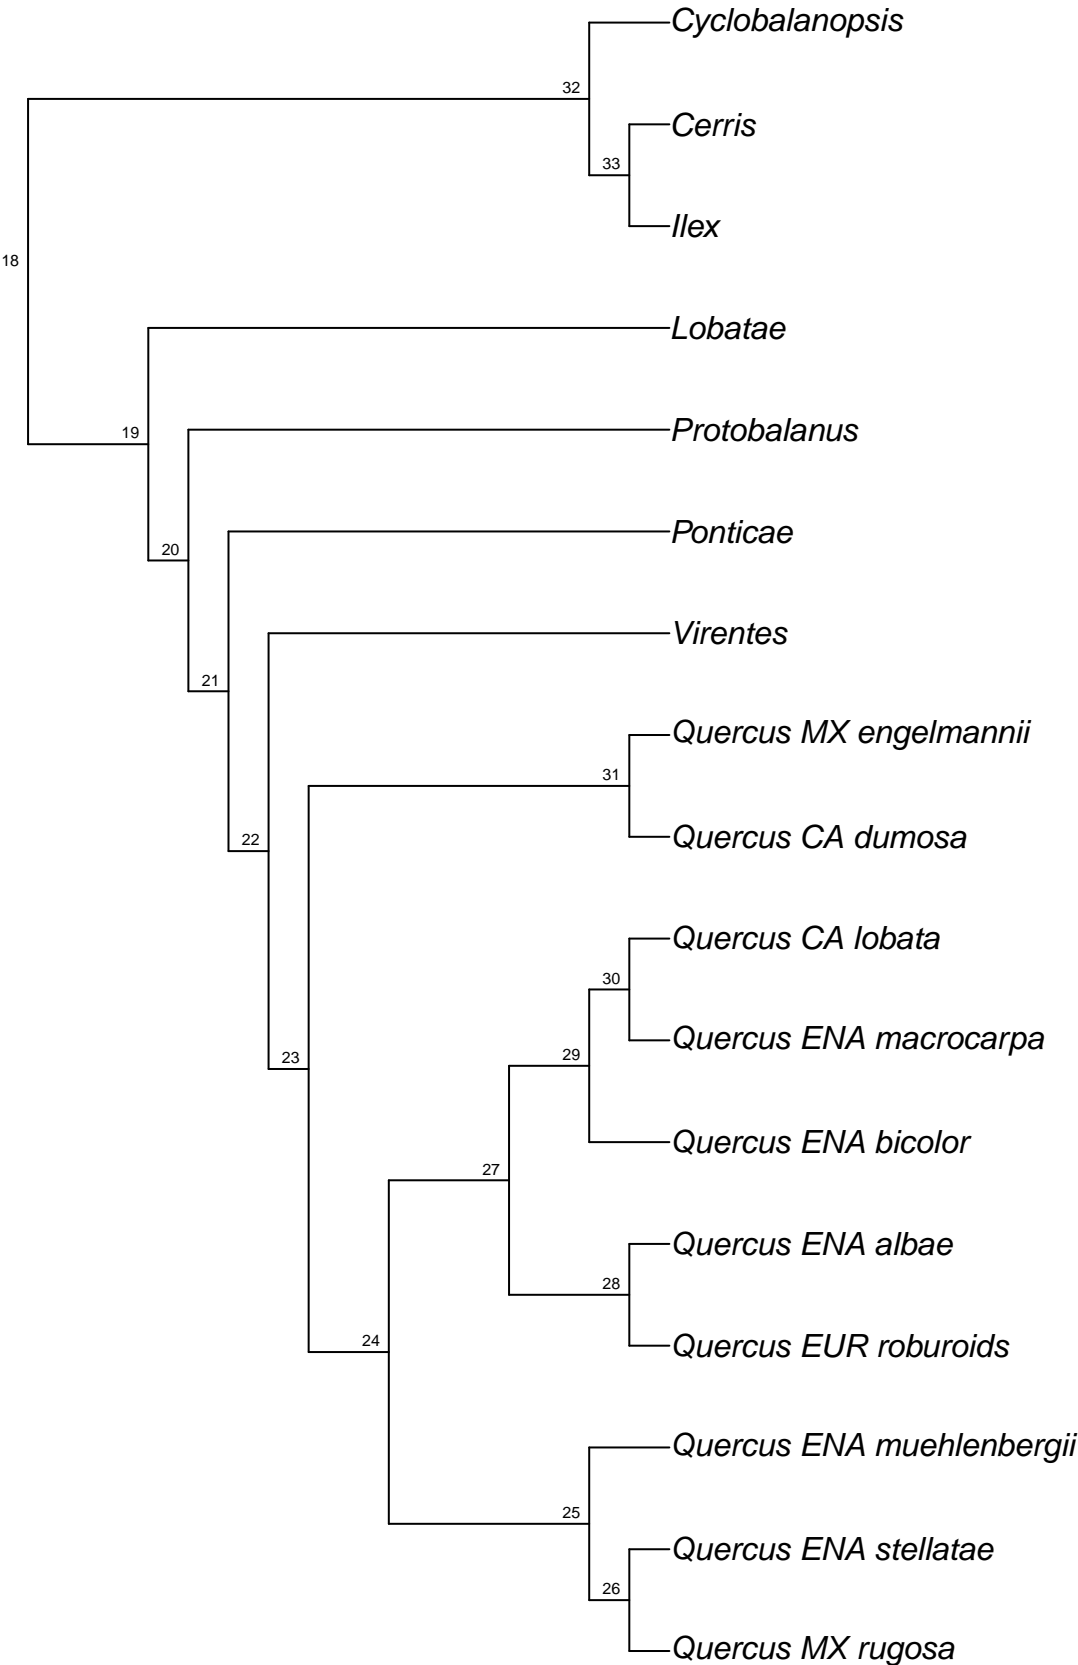 Cyclobalanopsis
32
Cerris
33
Ilex
18
Lobatae
19
Protobalanus
20
Ponticae
Virentes
21
Quercus MX engelmannii
31
Quercus CA dumosa
22
Quercus CA lobata
30
Quercus ENA macrocarpa
29
23
Quercus ENA bicolor
27
Quercus ENA albae
28
24
Quercus EUR roburoids
Quercus ENA muehlenbergii
25
Quercus ENA stellatae
26
Quercus MX rugosa